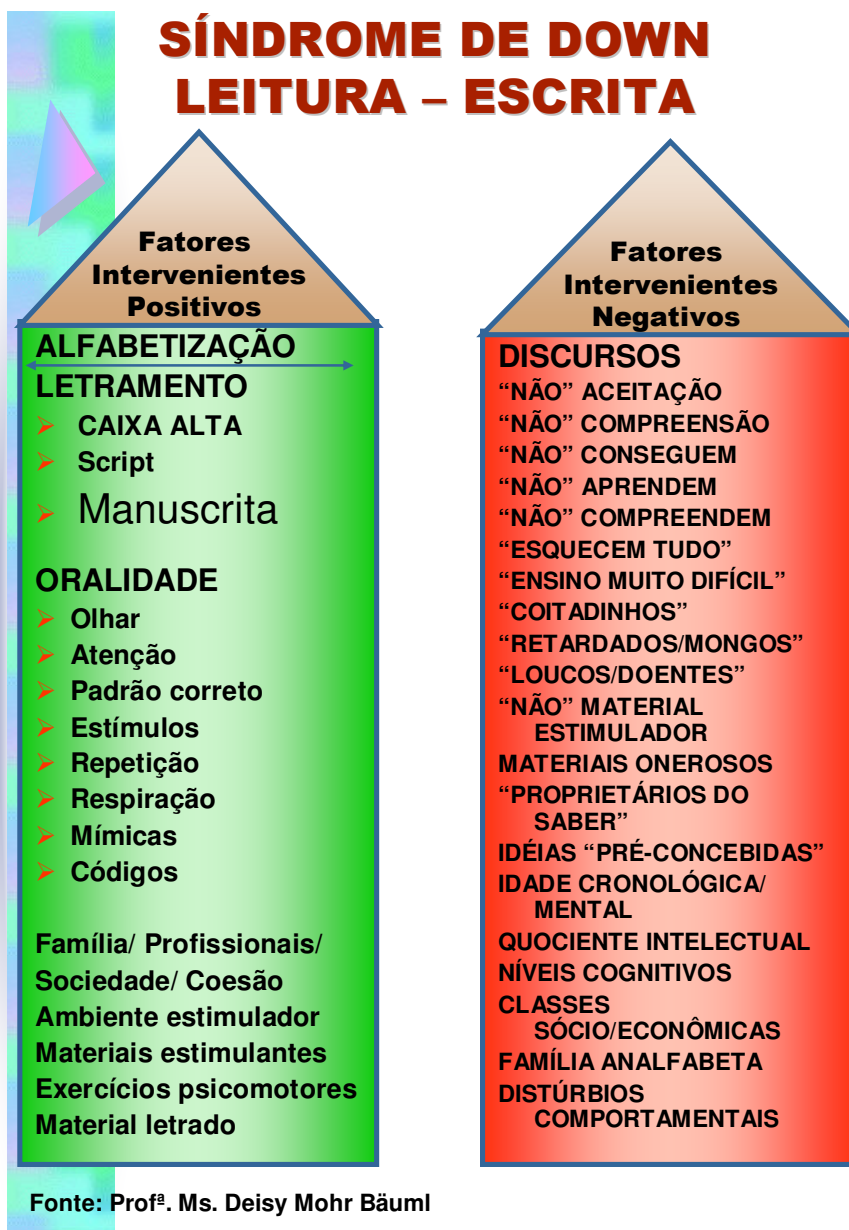 SÍNDROME DE DOWN
LEITURA – ESCRITA
Fatores
Intervenientes
Positivos
ALFABETIZAÇÃO
LETRAMENTO
CAIXA ALTA
Script
Manuscrita
ORALIDADE
Olhar
Atenção
Padrão correto
Estímulos
Repetição
Respiração
Mímicas
Códigos
Família/ Profissionais/
Sociedade/ Coesão
Ambiente estimulador
Materiais estimulantes
Exercícios psicomotores
Material letrado
Fatores
Intervenientes
Negativos
DISCURSOS
“NÃO” ACEITAÇÃO
“NÃO” COMPREENSÃO
“NÃO” CONSEGUEM
“NÃO” APRENDEM
“NÃO” COMPREENDEM
“ESQUECEM TUDO”
“ENSINO MUITO DIFÍCIL”
“COITADINHOS”
“RETARDADOS/MONGOS”
“LOUCOS/DOENTES”
“NÃO” MATERIAL
ESTIMULADOR
MATERIAIS ONEROSOS
“PROPRIETÁRIOS DO
SABER”
IDÉIAS “PRÉ-CONCEBIDAS”
IDADE CRONOLÓGICA/
MENTAL
QUOCIENTE INTELECTUAL
NÍVEIS COGNITIVOS
CLASSES
SÓCIO/ECONÔMICAS
FAMÍLIA ANALFABETA
DISTÚRBIOS
COMPORTAMENTAIS
Fonte: Profª. Ms. Deisy Mohr Bäuml